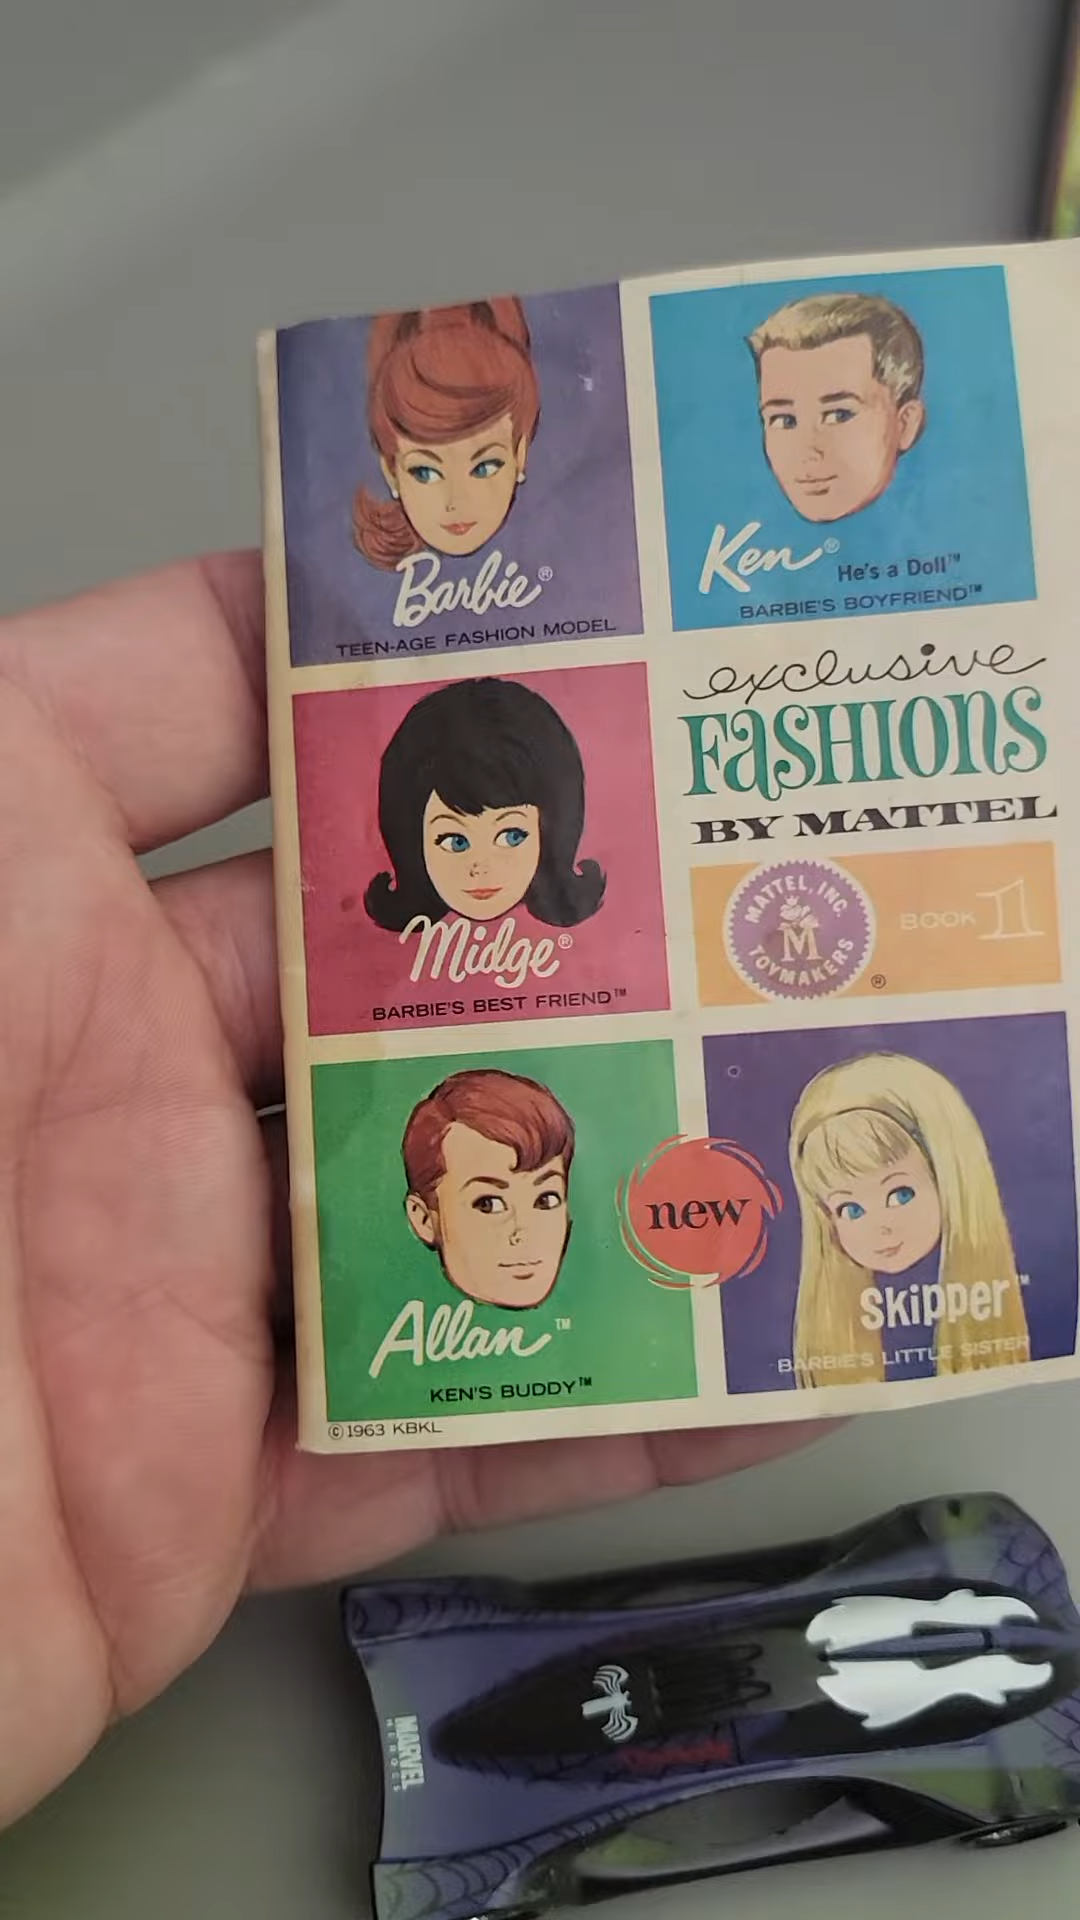 Barbie®
TEEN-AGE FASHION MODEL
Ken®
He's a Doll™
BARBIE'S BOYFRIEND™
exclusive
FASHIONS
BY MATTEL
MATTEL, INC.
M
TOYMAKERS
®
BOOK 1
Midge®
BARBIE'S BEST FRIEND™
Allan™
KEN'S BUDDY™
new
Skipper™
BARBIE'S LITTLE SISTER
©1963 KBKL
MARVEL
HEROES